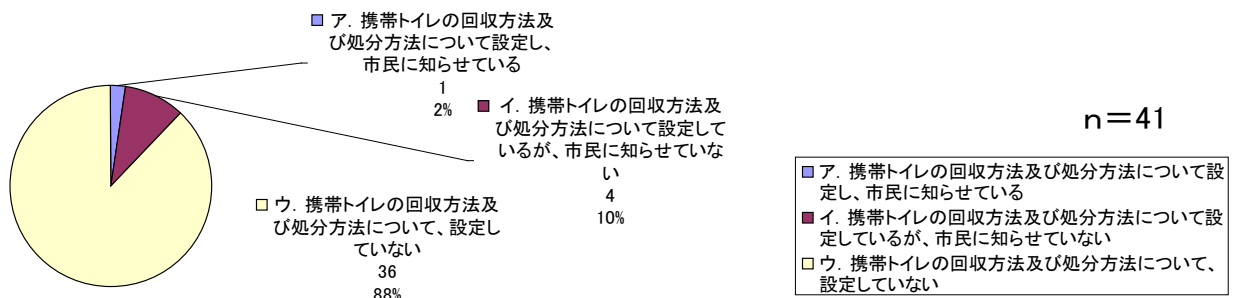 ア. 携帯トイレの回収方法及
び処分方法について設定し、
市民に知らせている
1
2%
イ. 携帯トイレの回収方法及
び処分方法について設定して
いるが、市民に知らせていな
い
4
10%
ウ. 携帯トイレの回収方法及
び処分方法について、設定し
ていない
36
88%
n=41
ア. 携帯トイレの回収方法及び処分方法について設
定し、市民に知らせている
イ. 携帯トイレの回収方法及び処分方法について設
定しているが、市民に知らせていない
ウ. 携帯トイレの回収方法及び処分方法について、
設定していない